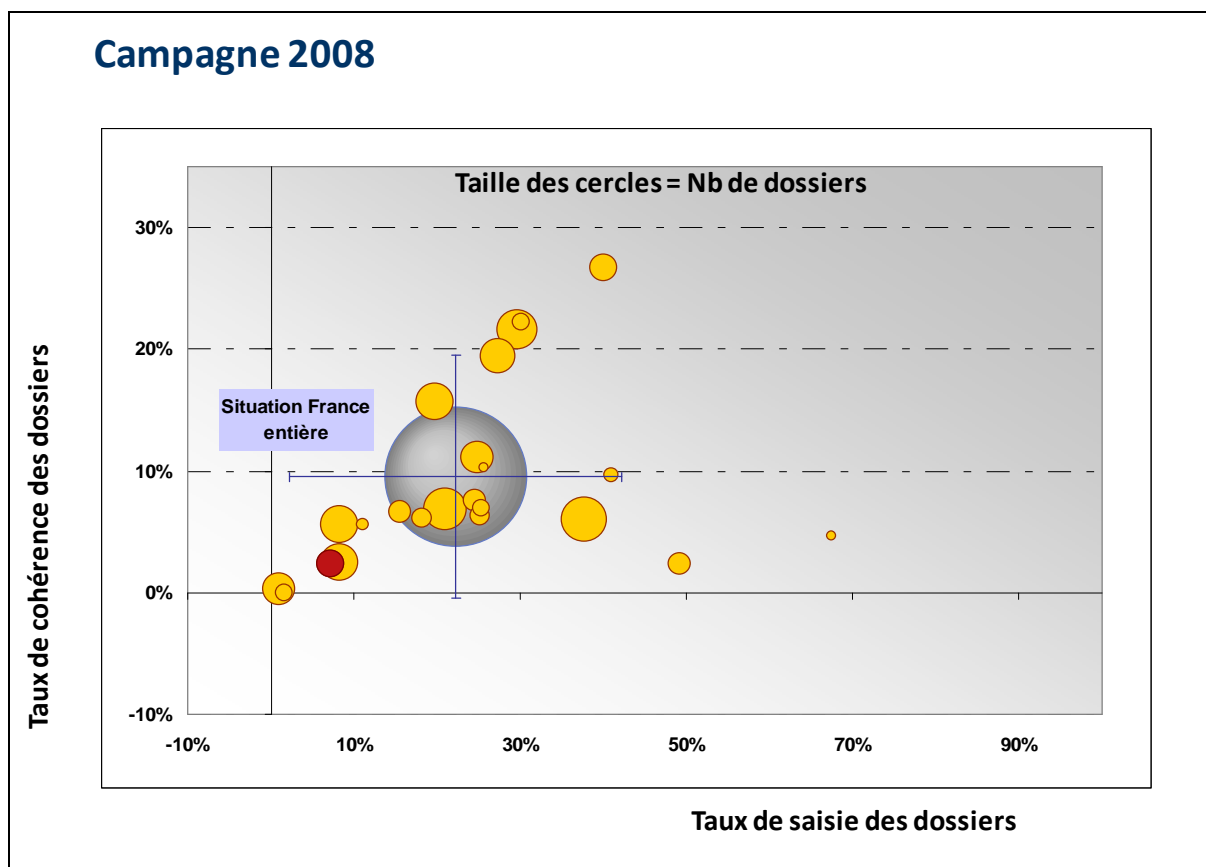 Campagne 2008
Taille des cercles = Nb de dossiers
30%
20%
Situation France
entière
10%
0%
-10%
-10%
10%
30%
50%
70%
90%
Taux de cohérence des dossiers
Taux de saisie des dossiers